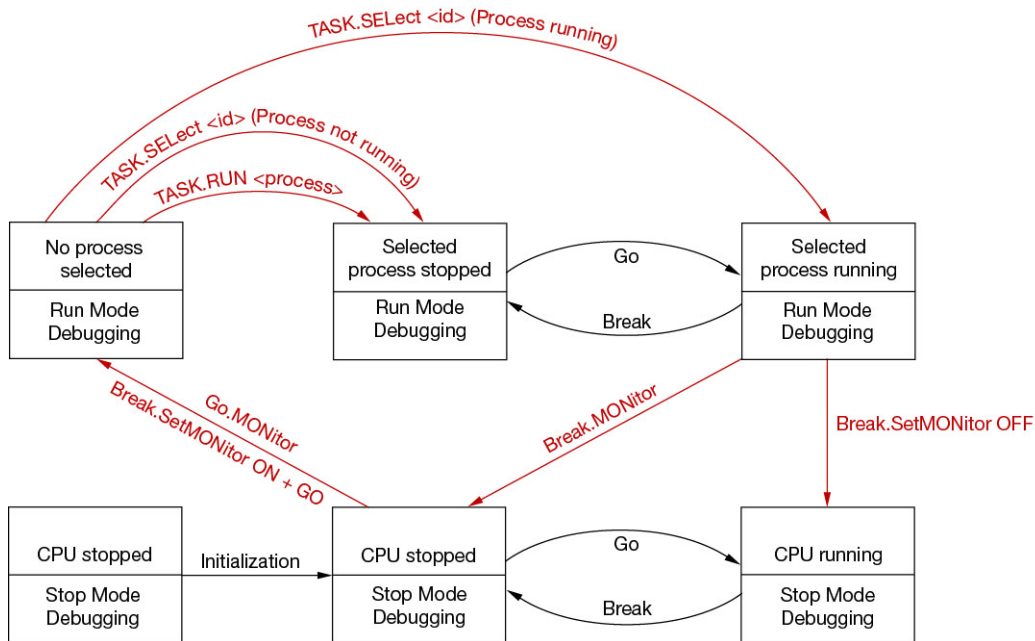 TASK.SELect <id> (Process running)
TASK.SELect <id> (Process not running)
TASK.RUN <process>
No process
selected
Run Mode
Debugging
Selected
process stopped
Run Mode
Debugging
Go
Break
Selected
process running
Run Mode
Debugging
Go.MONitor
Break.SetMONitor ON + GO
Break.MONitor
Break.SetMONitor OFF
CPU stopped
Stop Mode
Debugging
Initialization
CPU stopped
Stop Mode
Debugging
Go
Break
CPU running
Stop Mode
Debugging